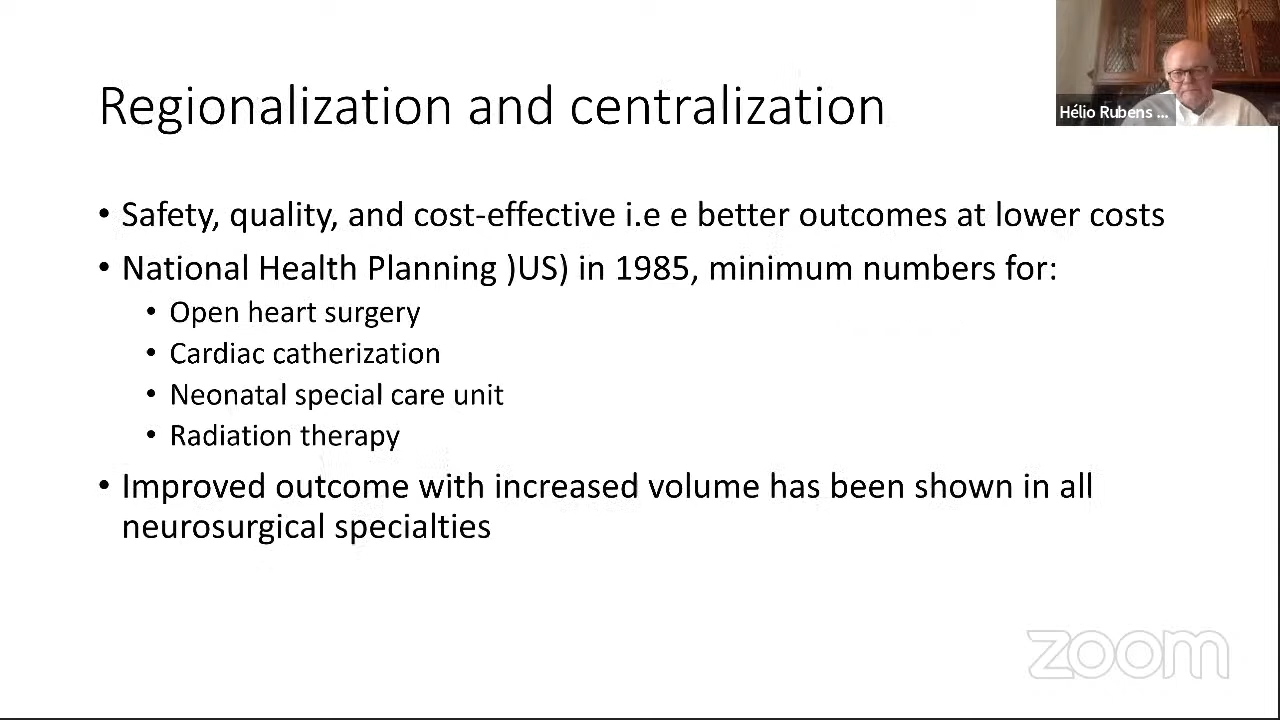 Regionalization and centralization
Hélio Rubens ...
• Safety, quality, and cost-effective i.e e better outcomes at lower costs
• National Health Planning )US) in 1985, minimum numbers for:
• Open heart surgery
• Cardiac catherization
• Neonatal special care unit
• Radiation therapy
• Improved outcome with increased volume has been shown in all
neurosurgical specialties
zoom